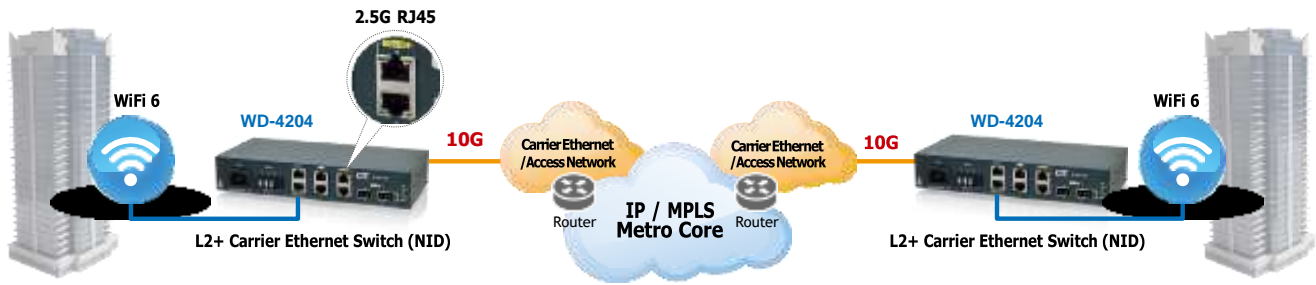 2.5G RJ45
WiFi 6
WD-4204
10G
Carrier Ethernet
/Access Network
Router
L2+ Carrier Ethernet Switch (NID)
IP / MPLS
Metro Core
Carrier Ethernet
/Access Network
Router
10G
WD-4204
WiFi 6
L2+ Carrier Ethernet Switch (NID)